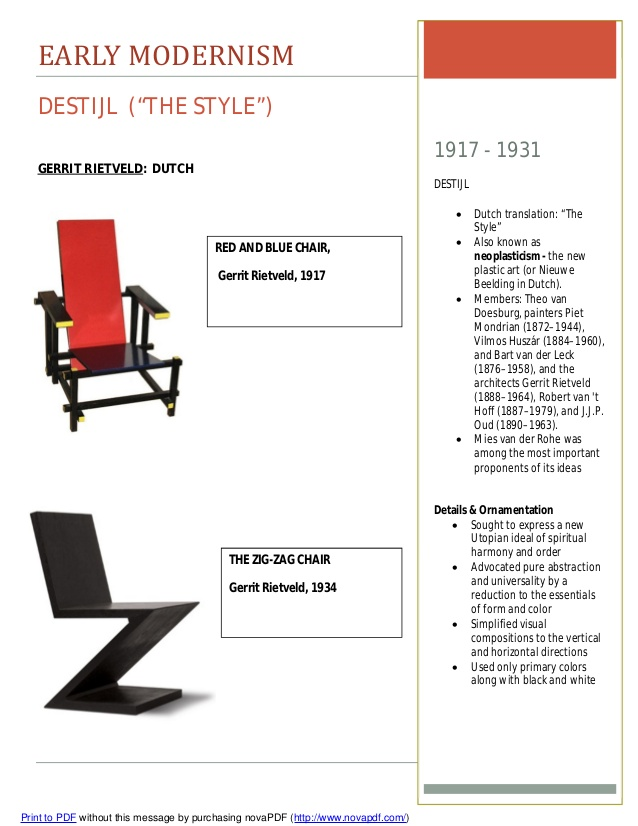 EARLY MODERNISM
DESTIJL (“THE STYLE”)
GERRIT RIETVELD: DUTCH
RED AND BLUE CHAIR,
Gerrit Rietveld, 1917
THE ZIG-ZAG CHAIR
Gerrit Rietveld, 1934
1917 - 1931
DESTIJL
• Dutch translation: “The
Style”
• Also known as
neoplasticism- the new
plastic art (or Nieuwe
Beelding in Dutch).
• Members: Theo van
Doesburg, painters Piet
Mondrian (1872–1944),
Vilmos Huszár (1884–1960),
and Bart van der Leck
(1876–1958), and the
architects Gerrit Rietveld
(1888–1964), Robert van 't
Hoff (1887–1979), and J.J.P.
Oud (1890–1963).
• Mies van der Rohe was
among the most important
proponents of its ideas
Details & Ornamentation
• Sought to express a new
Utopian ideal of spiritual
harmony and order
• Advocated pure abstraction
and universality by a
reduction to the essentials
of form and color
• Simplified visual
compositions to the vertical
and horizontal directions
• Used only primary colors
along with black and white
Print to PDF without this message by purchasing novaPDF (http://www.novapdf.com/)